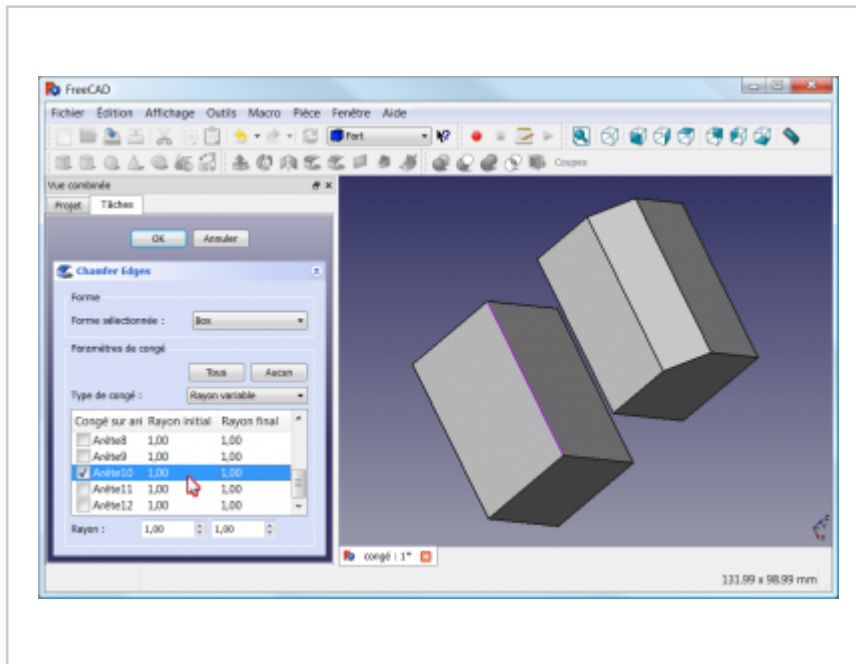 FreeCAD
Fichier Édition Affichage Outils Macro Pièce Fenêtre Aide
Part
Coupes
Vue combinée
Projet Tâches
OK Annuler
Chamfer Edges
Forme
Forme sélectionnée : Box
Paramètres de congé
Tous Aucun
Type de congé : Rayon variable
Congé sur arê Rayon initial Rayon final
Arête8 1,00 1,00
Arête9 1,00 1,00
Arête10 1,00 1,00
Arête11 1,00 1,00
Arête12 1,00 1,00
Rayon : 1,00 1,00
congé : 1*
131.99 x 98.99 mm